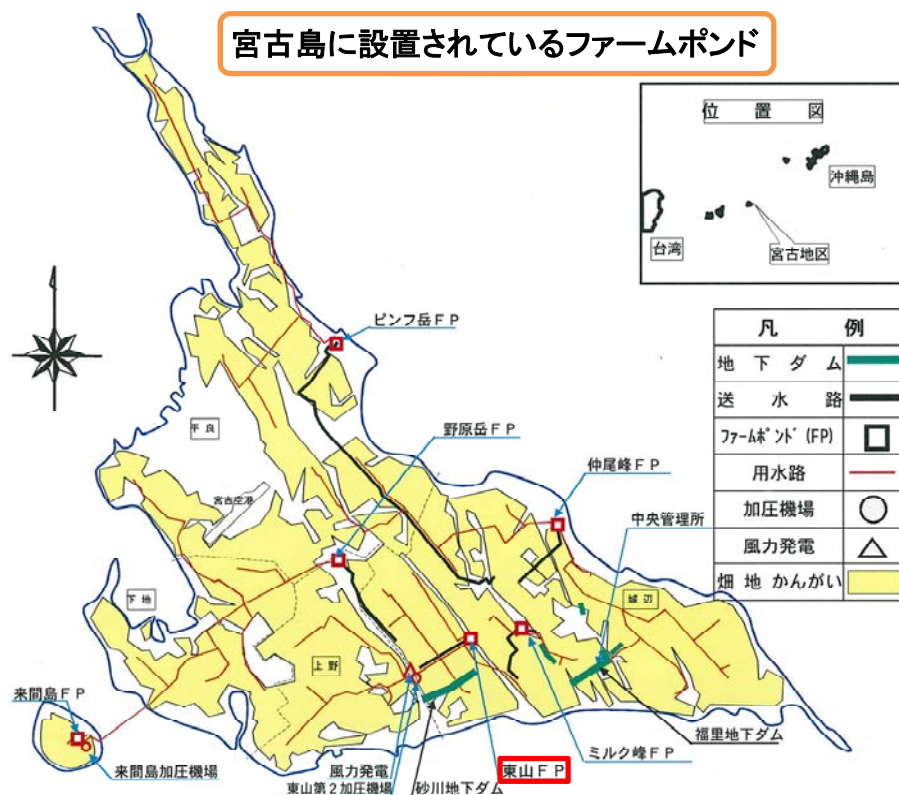 宮古島に設置されているファームポンド
位置図
沖縄島
台湾
宮古地区
凡例
地下ダム
送水路
ファームポンド(FP)
用水路
加圧機場
風力発電
畑地かんがい
ピンフ岳FP
平良
野原岳FP
仲尾峰FP
宮古空港
中央管理所
下地
城辺
上野
来間島FP
来間島加圧機場
風力発電
東山第2加圧機場
砂川地下ダム
東山FP
ミルク峰FP
福里地下ダム